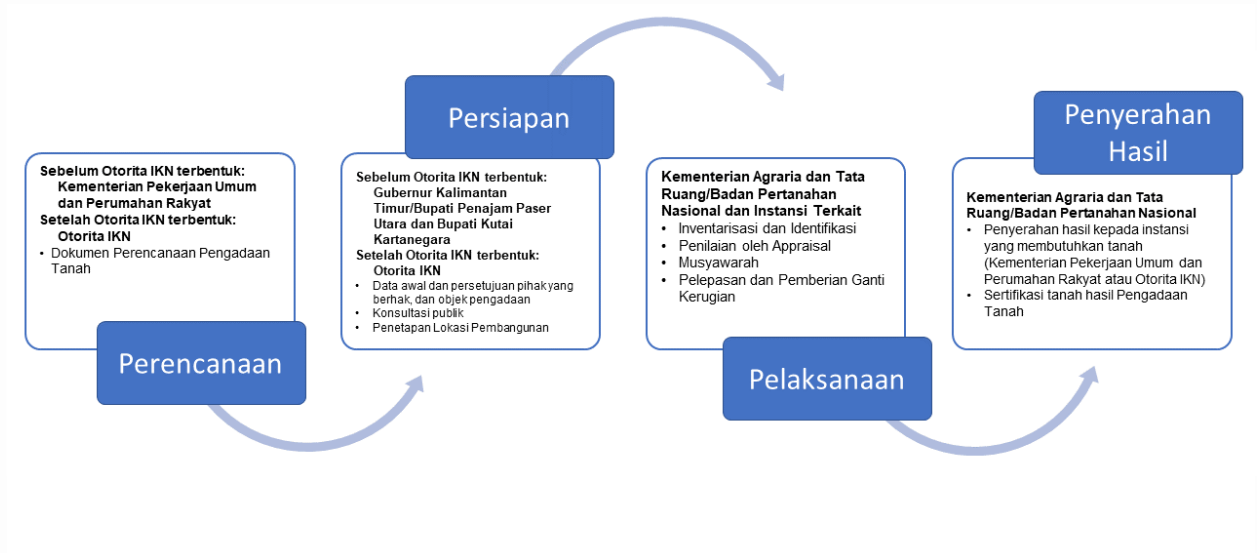 Sebelum Otorita IKN terbentuk:
Kementerian Pekerjaan Umum
dan Perumahan Rakyat
Setelah Otorita IKN terbentuk:
Otorita IKN
• Dokumen Perencanaan Pengadaan
Tanah
Perencanaan
Persiapan
Sebelum Otorita IKN terbentuk:
Gubernur Kalimantan
Timur/Bupati Penajam Paser
Utara dan Bupati Kutai
Kartanegara
Setelah Otorita IKN terbentuk:
Otorita IKN
• Data awal dan persetujuan pihak yang
berhak, dan objek pengadaan
• Konsultasi publik
• Penetapan Lokasi Pembangunan
Kementerian Agraria dan Tata
Ruang/Badan Pertanahan
Nasional dan Instansi Terkait
• Inventarisasi dan Identifikasi
• Penilaian oleh Appraisal
• Musyawarah
• Pelepasan dan Pemberian Ganti
Kerugian
Pelaksanaan
Penyerahan
Hasil
Kementerian Agraria dan Tata
Ruang/Badan Pertanahan Nasional
• Penyerahan hasil kepada instansi
yang membutuhkan tanah
(Kementerian Pekerjaan Umum dan
Perumahan Rakyat atau Otorita IKN)
• Sertifikasi tanah hasil Pengadaan
Tanah